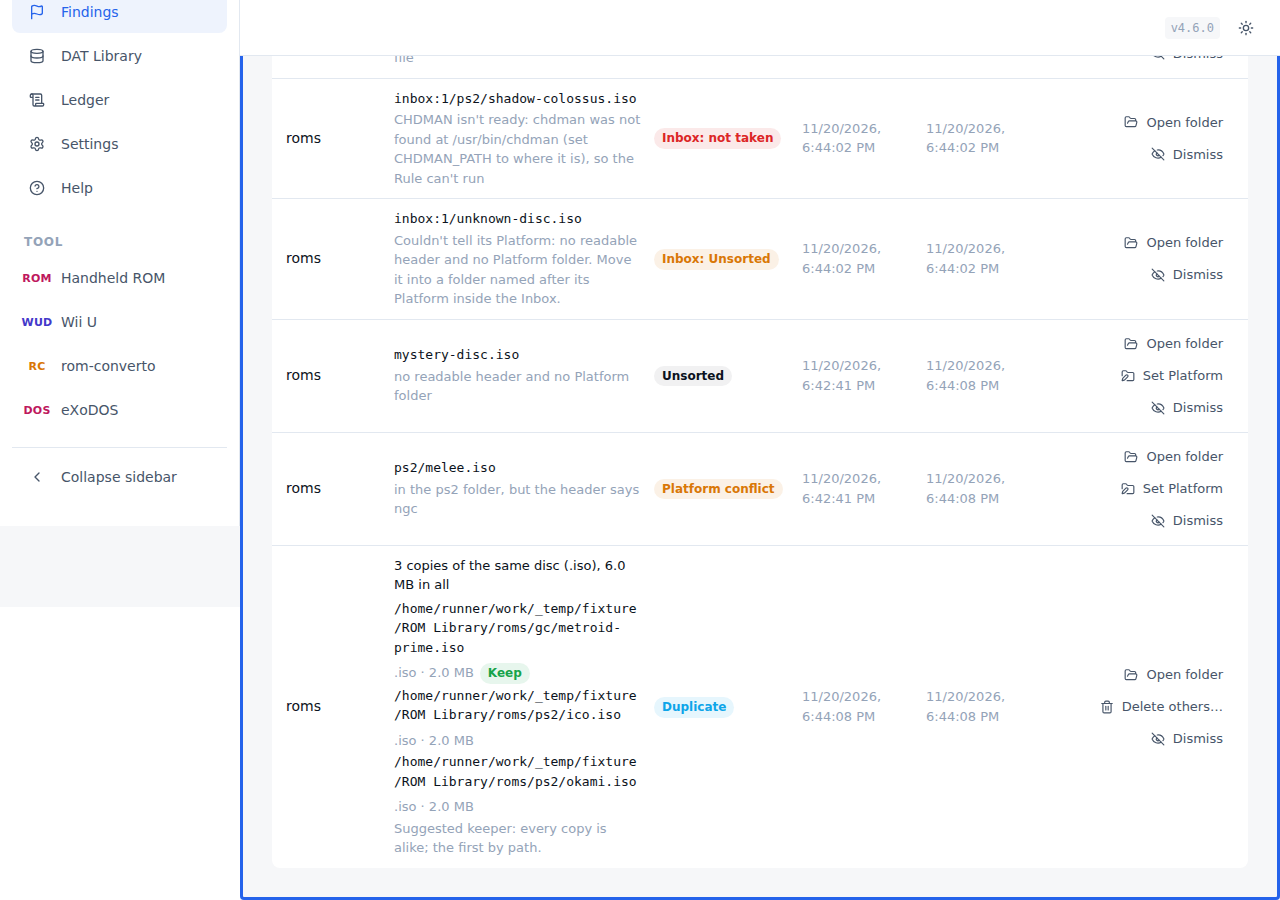 Findings
DAT Library
Ledger
Settings
Help
TOOL
ROM Handheld ROM
WUD Wii U
RC rom-converto
DOS eXoDOS
Collapse sidebar
v4.6.0
file
Dismiss
roms
inbox:1/ps2/shadow-colossus.iso
CHDMAN isn't ready: chdman was not
found at /usr/bin/chdman (set
CHDMAN_PATH to where it is), so the
Rule can't run
Inbox: not taken
11/20/2026,
6:44:02 PM
11/20/2026,
6:44:02 PM
Open folder
Dismiss
roms
inbox:1/unknown-disc.iso
Couldn't tell its Platform: no readable
header and no Platform folder. Move
it into a folder named after its
Platform inside the Inbox.
Inbox: Unsorted
11/20/2026,
6:44:02 PM
11/20/2026,
6:44:02 PM
Open folder
Dismiss
roms
mystery-disc.iso
no readable header and no Platform
folder
Unsorted
11/20/2026,
6:42:41 PM
11/20/2026,
6:44:08 PM
Open folder
Set Platform
Dismiss
roms
ps2/melee.iso
in the ps2 folder, but the header says
ngc
Platform conflict
11/20/2026,
6:42:41 PM
11/20/2026,
6:44:08 PM
Open folder
Set Platform
Dismiss
roms
3 copies of the same disc (.iso), 6.0
MB in all
/home/runner/work/_temp/fixture
/ROM Library/roms/gc/metroid-
prime.iso
.iso · 2.0 MB Keep
/home/runner/work/_temp/fixture
/ROM Library/roms/ps2/ico.iso
.iso · 2.0 MB
/home/runner/work/_temp/fixture
/ROM Library/roms/ps2/okami.iso
.iso · 2.0 MB
Suggested keeper: every copy is
alike; the first by path.
Duplicate
11/20/2026,
6:44:08 PM
11/20/2026,
6:44:08 PM
Open folder
Delete others…
Dismiss